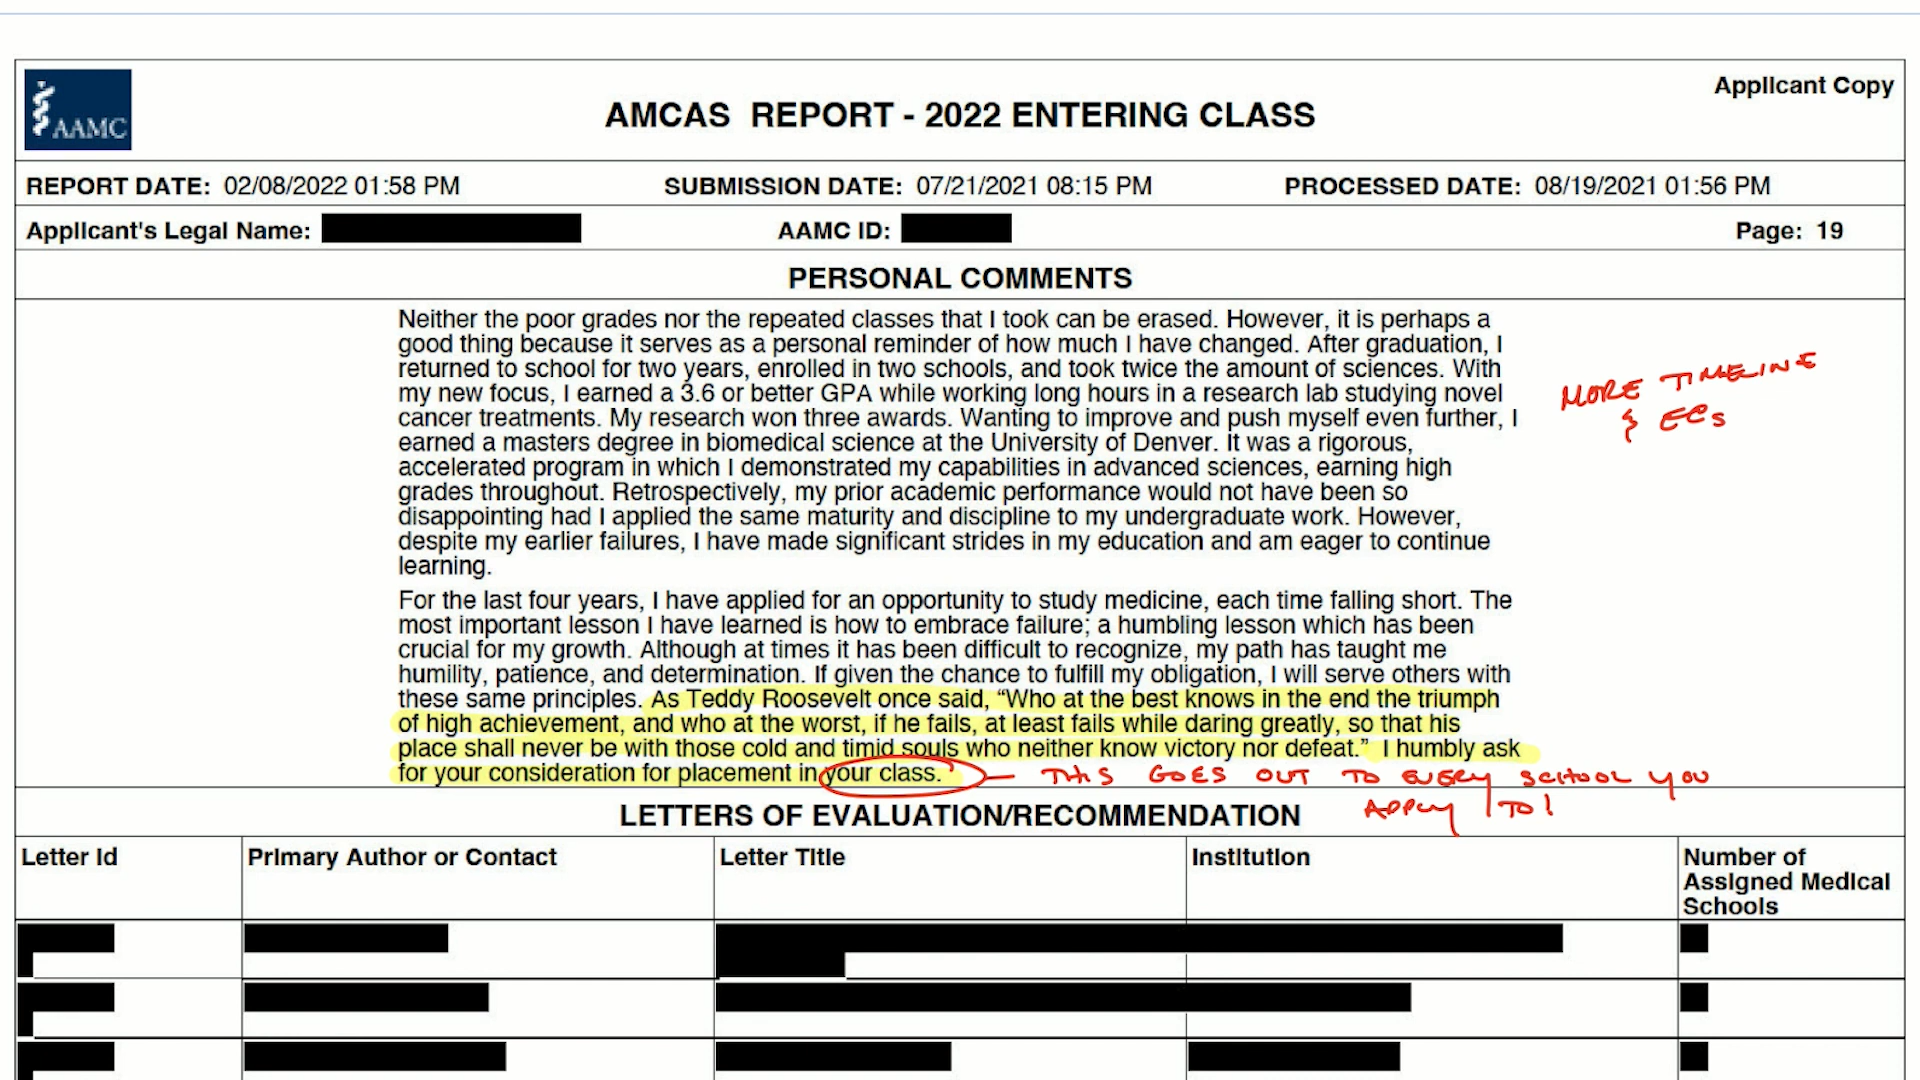 Applicant Copy
AAMC
AMCAS REPORT - 2022 ENTERING CLASS
REPORT DATE: 02/08/2022 01:58 PM SUBMISSION DATE: 07/21/2021 08:15 PM PROCESSED DATE: 08/19/2021 01:56 PM
Applicant's Legal Name: AAMC ID: Page: 19
PERSONAL COMMENTS
Neither the poor grades nor the repeated classes that I took can be erased. However, it is perhaps a
good thing because it serves as a personal reminder of how much I have changed. After graduation, I
returned to school for two years, enrolled in two schools, and took twice the amount of sciences. With
my new focus, I earned a 3.6 or better GPA while working long hours in a research lab studying novel
cancer treatments. My research won three awards. Wanting to improve and push myself even further, I
earned a masters degree in biomedical science at the University of Denver. It was a rigorous,
accelerated program in which I demonstrated my capabilities in advanced sciences, earning high
grades throughout. Retrospectively, my prior academic performance would not have been so
disappointing had I applied the same maturity and discipline to my undergraduate work. However,
despite my earlier failures, I have made significant strides in my education and am eager to continue
learning.
MORE TIMELINE
& ECs
For the last four years, I have applied for an opportunity to study medicine, each time falling short. The
most important lesson I have learned is how to embrace failure; a humbling lesson which has been
crucial for my growth. Although at times it has been difficult to recognize, my path has taught me
humility, patience, and determination. If given the chance to fulfill my obligation, I will serve others with
these same principles. As Teddy Roosevelt once said, “Who at the best knows in the end the triumph
of high achievement, and who at the worst, if he fails, at least fails while daring greatly, so that his
place shall never be with those cold and timid souls who neither know victory nor defeat.” I humbly ask
for your consideration for placement in your class.
THIS GOES OUT TO EVERY SCHOOL YOU
APPLY TO!
LETTERS OF EVALUATION/RECOMMENDATION
Letter Id Primary Author or Contact Letter Title Institution Number of
Assigned Medical
Schools